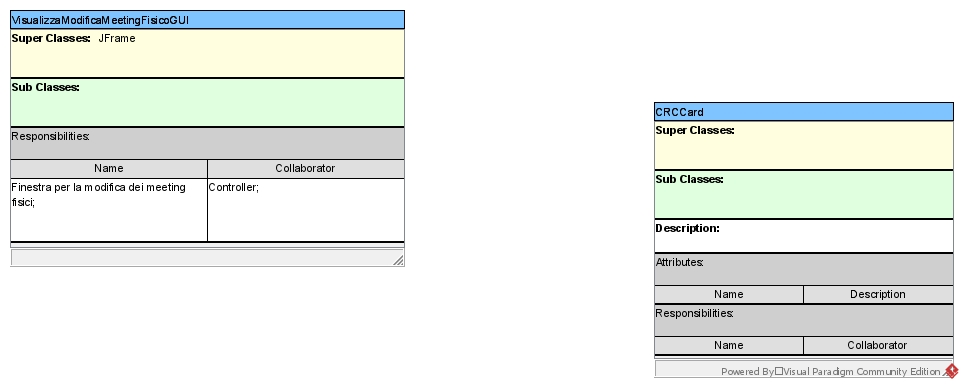 VisualizzaModificaMeetingFisicoGUI
Super Classes: JFrame
Sub Classes:
Responsibilities:
Name Collaborator
Finestra per la modifica dei meeting Controller;
fisici;
CRCCard
Super Classes:
Sub Classes:
Description:
Attributes:
Name Description
Responsibilities:
Name Collaborator
Powered By Visual Paradigm Community Edition